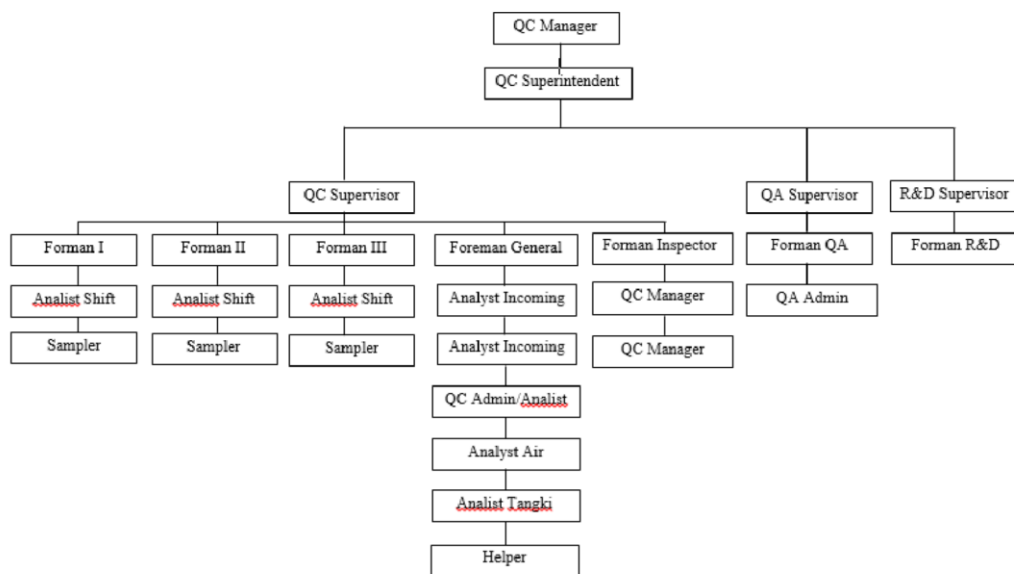 QC Manager
QC Superintendent
QC Supervisor
QA Supervisor
R&D Supervisor
Forman I
Forman II
Forman III
Foreman General
Forman Inspector
Forman QA
Forman R&D
Analist Shift
Analist Shift
Analist Shift
Analyst Incoming
QC Manager
QA Admin
Sampler
Sampler
Sampler
Analyst Incoming
QC Manager
QC Admin/Analist
Analyst Air
Analist Tangki
Helper